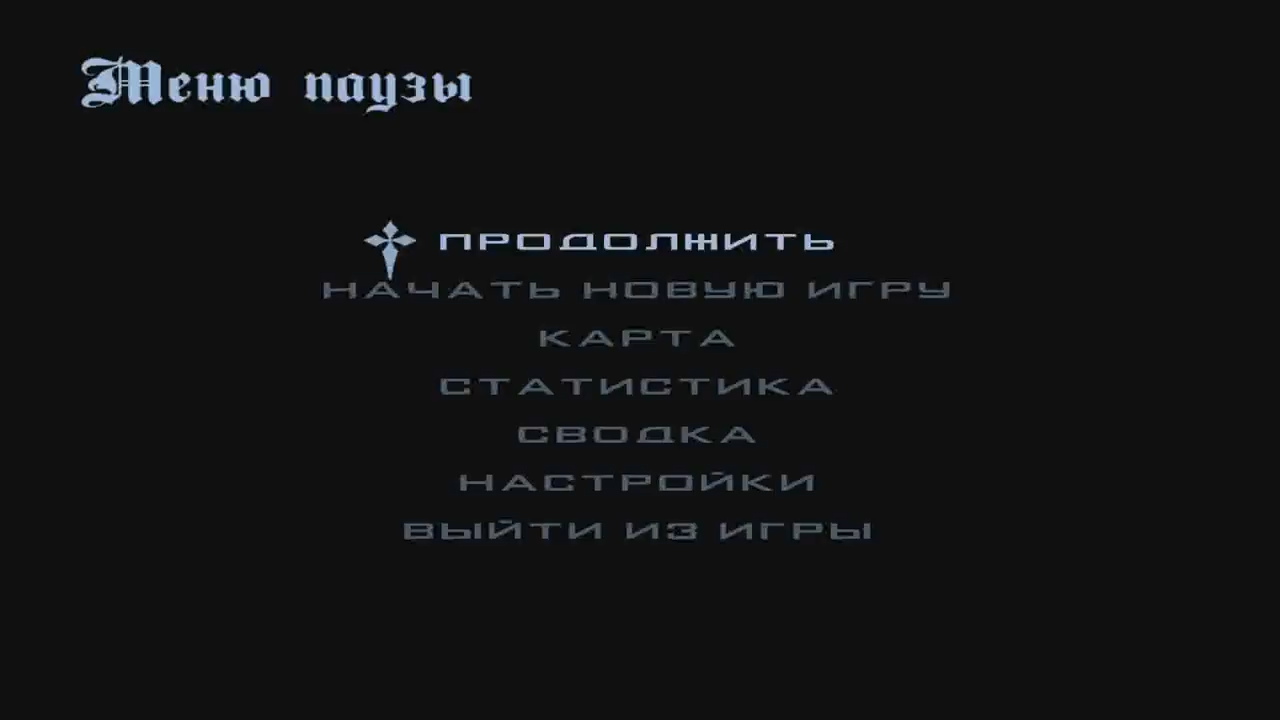 Меню паузы
ПРОДОЛЖИТЬ
НАЧАТЬ НОВУЮ ИГРУ
КАРТА
СТАТИСТИКА
СВОДКА
НАСТРОЙКИ
ВЫЙТИ ИЗ ИГРЫ